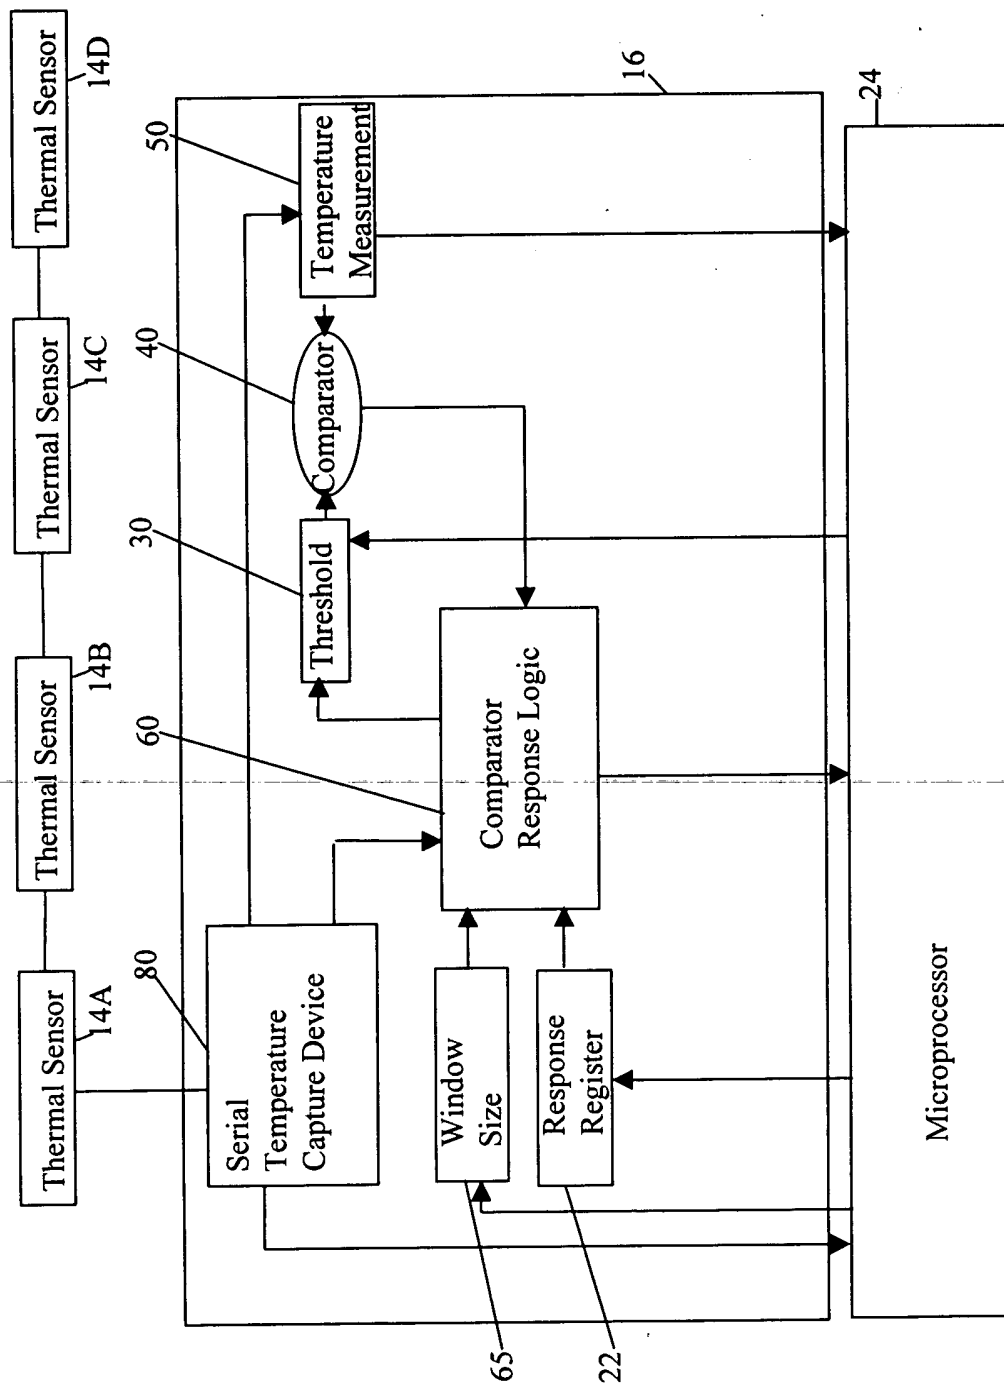 Thermal Sensor
14A
Thermal Sensor
14B
Thermal Sensor
14C
Thermal Sensor
14D
80
60
30
40
50
16
Serial
Temperature
Capture Device
Threshold
Comparator
Temperature
Measurement
Window
Size
Comparator
Response Logic
Response
Register
65
22
24
Microprocessor